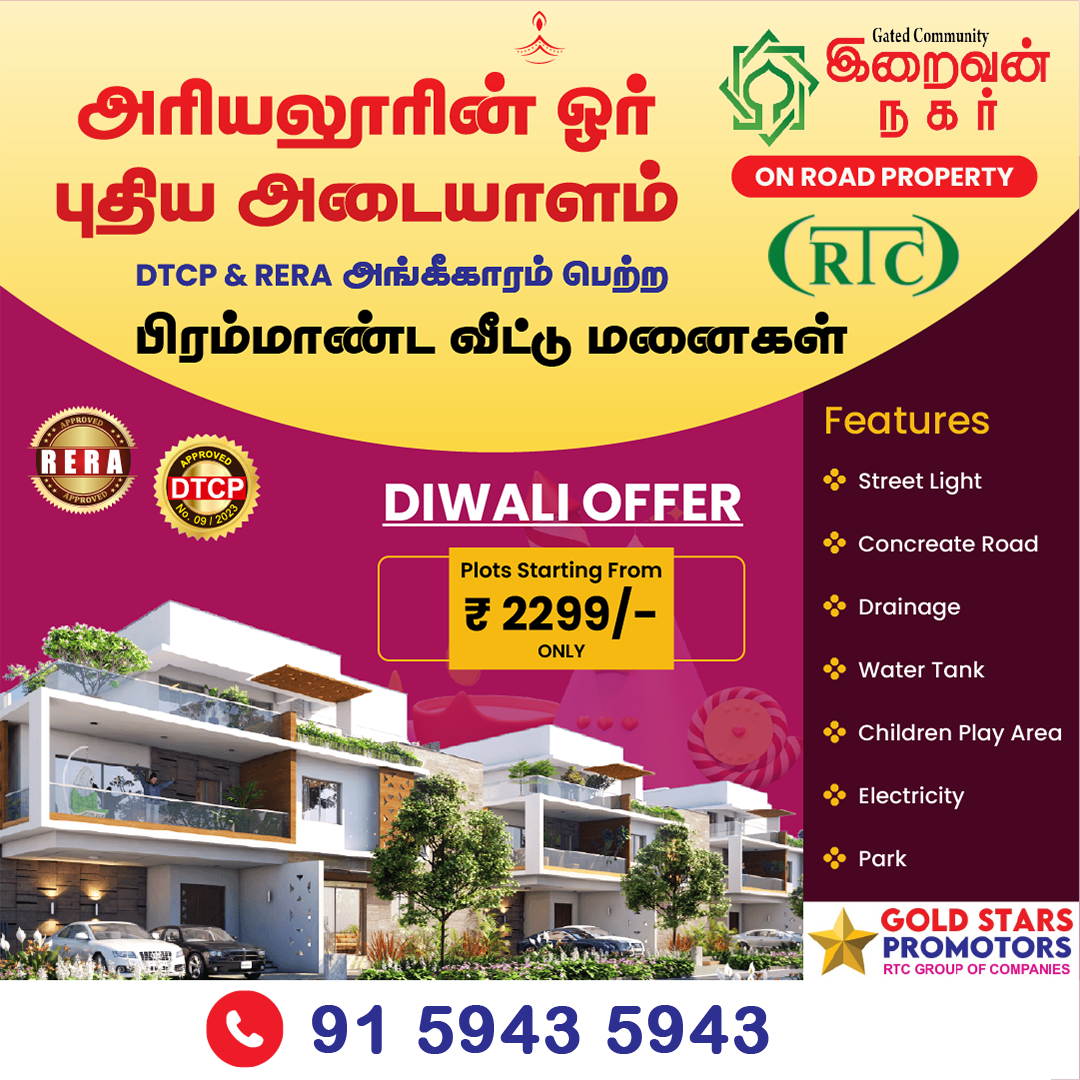 Gated Community
இறைவன்
நகர்
ON ROAD PROPERTY
RTC
அரியலூரின் ஓர்
புதிய அடையாளம்
DTCP & RERA அங்கீகாரம் பெற்ற
பிரம்மாண்ட வீட்டு மனைகள்
APPROVED
RERA
APPROVED
APPROVED
DTCP
No. 09 / 2023
DIWALI OFFER
Plots Starting From
₹ 2299/-
ONLY
Features
Street Light
Concreate Road
Drainage
Water Tank
Children Play Area
Electricity
Park
GOLD STARS
PROMOTORS
RTC GROUP OF COMPANIES
91 5943 5943